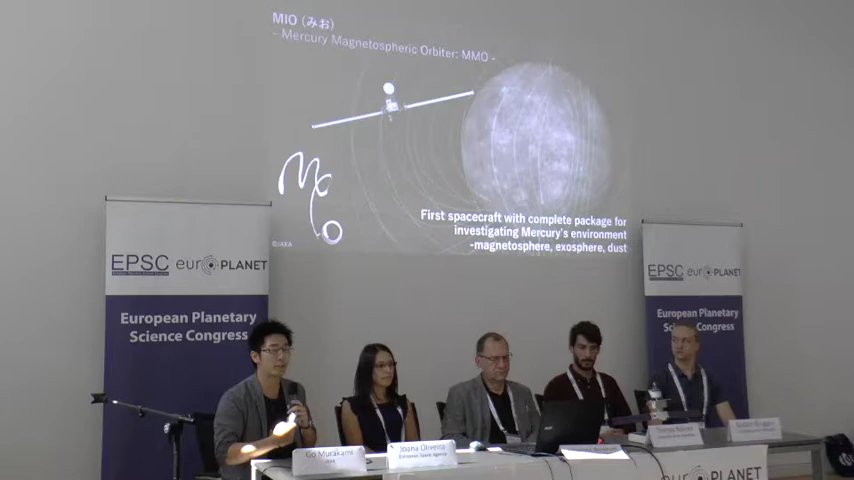 MIO (みお)
- Mercury Magnetospheric Orbiter: MMO -
Mio
First spacecraft with complete package for
investigating Mercury's environment
-magnetosphere, exosphere, dust
©JAXA
EPSC
euroPLANET
European Planetary
Science Congress
EPSC
euroPLANET
European Planetary
Science Congress
Go Murakami
JAXA
Joana Oliveira
European Space Agency
euroPLANET